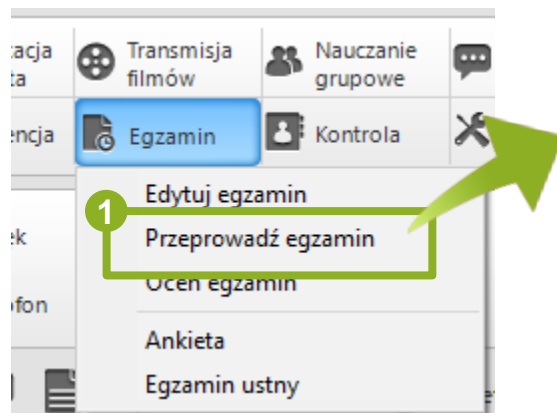 Transmisja
filmów
Nauczanie
grupowe
Egzamin
Kontrola
Edytuj egzamin
1
Przeprowadź egzamin
Oceń egzamin
Ankieta
Egzamin ustny